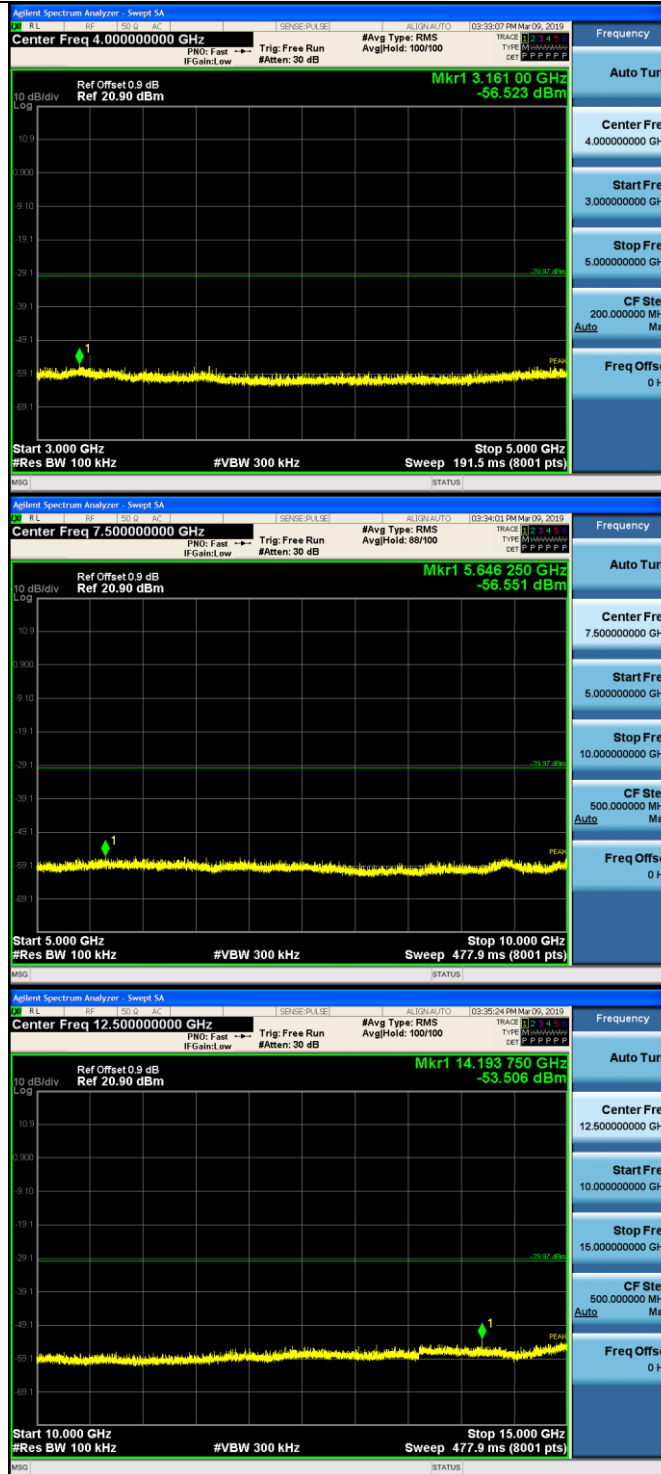 Agilent Spectrum Analyzer - Swept SA
RL RF 50 Ω AC SENSE:PULSE ALIGNAUTO 03:33:07 PM Mar 09, 2019
Center Freq 4.000000000 GHz #Avg Type: RMS TRACE 1 2 3 4 5 6
PNO: Fast Trig: Free Run Avg|Hold: 100/100 TYPE M
IFGain:Low #Atten: 30 dB DET P P P P P P
Frequency
Mkr1 3.161 00 GHz
Ref Offset 0.9 dB
-56.523 dBm
10 dB/div Ref 20.90 dBm
Log
10.9
0.900
-9.10
-19.1
-29.1
-29.97 dBm
-39.1
-49.1
1
PEAK
-59.1
-69.1
Start 3.000 GHz Stop 5.000 GHz
#Res BW 100 kHz #VBW 300 kHz Sweep 191.5 ms (8001 pts)
MSG STATUS
Auto Tun
Center Fre
4.000000000 GH
Start Fre
3.000000000 GH
Stop Fre
5.000000000 GH
CF Ste
200.000000 MH
Auto Ma
Freq Offse
0 H
Agilent Spectrum Analyzer - Swept SA
RL RF 50 Ω AC SENSE:PULSE ALIGNAUTO 03:34:01 PM Mar 09, 2019
Center Freq 7.500000000 GHz #Avg Type: RMS TRACE 1 2 3 4 5 6
PNO: Fast Trig: Free Run Avg|Hold: 88/100 TYPE M
IFGain:Low #Atten: 30 dB DET P P P P P P
Frequency
Mkr1 5.646 250 GHz
Ref Offset 0.9 dB
-56.551 dBm
10 dB/div Ref 20.90 dBm
Log
10.9
0.900
-9.10
-19.1
-29.1
-29.97 dBm
-39.1
-49.1
1
PEAK
-59.1
-69.1
Start 5.000 GHz Stop 10.000 GHz
#Res BW 100 kHz #VBW 300 kHz Sweep 477.9 ms (8001 pts)
MSG STATUS
Auto Tun
Center Fre
7.500000000 GH
Start Fre
5.000000000 GH
Stop Fre
10.000000000 GH
CF Ste
500.000000 MH
Auto Ma
Freq Offse
0 H
Agilent Spectrum Analyzer - Swept SA
RL RF 50 Ω AC SENSE:PULSE ALIGNAUTO 03:35:24 PM Mar 09, 2019
Center Freq 12.500000000 GHz #Avg Type: RMS TRACE 1 2 3 4 5 6
PNO: Fast Trig: Free Run Avg|Hold: 100/100 TYPE M
IFGain:Low #Atten: 30 dB DET P P P P P P
Frequency
Mkr1 14.193 750 GHz
Ref Offset 0.9 dB
-53.506 dBm
10 dB/div Ref 20.90 dBm
Log
10.9
0.900
-9.10
-19.1
-29.1
-29.97 dBm
-39.1
-49.1
1
PEAK
-59.1
-69.1
Start 10.000 GHz Stop 15.000 GHz
#Res BW 100 kHz #VBW 300 kHz Sweep 477.9 ms (8001 pts)
MSG STATUS
Auto Tun
Center Fre
12.500000000 GH
Start Fre
10.000000000 GH
Stop Fre
15.000000000 GH
CF Ste
500.000000 MH
Auto Ma
Freq Offse
0 H